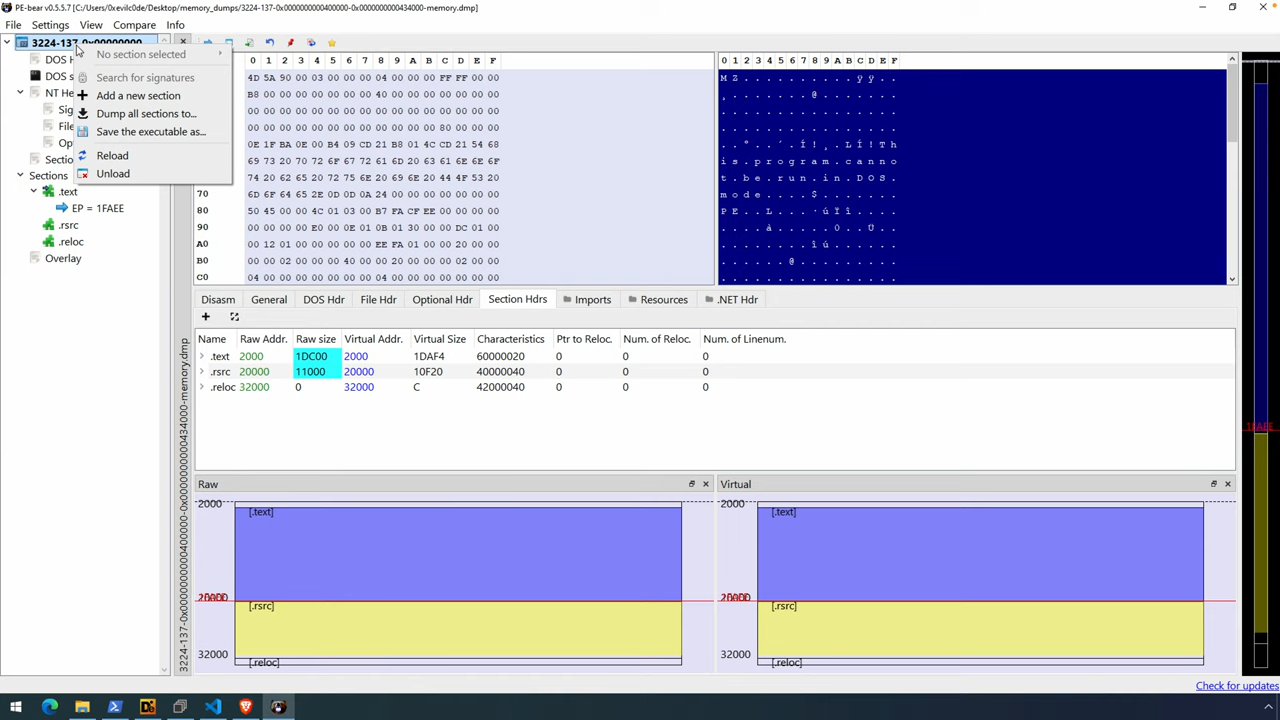 PE-bear v0.5.5.7 [C:/Users/0xevilc0de/Desktop/memory_dumps/3224-137-0x0000000000400000-0x0000000000434000-memory.dmp]
File Settings View Compare Info
3224-137-0x00000000
DOS H
DOS s
NT He
Sig
File
Op
Sectio
Sections
.text
EP = 1FAEE
.rsrc
.reloc
Overlay
No section selected
Search for signatures
Add a new section
Dump all sections to...
Save the executable as...
Reload
Unload
3224-137-0x0000000000400000-0x0000000000434000-memory.dmp
0 1 2 3 4 5 6 7 8 9 A B C D E F
4D 5A 90 00 03 00 00 00 04 00 00 00 FF FF 00 00
B8 00 00 00 00 00 00 00 40 00 00 00 00 00 00 00
00 00 00 00 00 00 00 00 00 00 00 00 00 00 00 00
00 00 00 00 00 00 00 00 00 00 00 00 80 00 00 00
0E 1F BA 0E 00 B4 09 CD 21 B8 01 4C CD 21 54 68
69 73 20 70 72 6F 67 72 61 6D 20 63 61 6E 6E 6F
74 20 62 65 20 72 75 6E 20 69 6E 20 44 4F 53 20
70 6D 6F 64 65 2E 0D 0D 0A 24 00 00 00 00 00 00 00
80 50 45 00 00 4C 01 03 00 B7 FA CF EE 00 00 00 00
90 00 00 00 00 E0 00 0E 01 0B 01 30 00 00 DC 01 00
A0 00 12 01 00 00 00 00 00 EE FA 01 00 00 20 00 00
B0 00 00 02 00 00 00 40 00 00 20 00 00 00 02 00 00
C0 04 00 00 00 00 00 00 00 04 00 00 00 00 00 00 00
0 1 2 3 4 5 6 7 8 9 A B C D E F
M Z . . . . . . . . . . ÿ ÿ . .
¸ . . . . . . . @ . . . . . . .
. . . . . . . . . . . . . . . .
. . . . . . . . . . . . . . . .
. . º . . ´ . Í ! ¸ . L Í ! T h
i s . p r o g r a m . c a n n o
t . b e . r u n . i n . D O S .
m o d e . . . . $ . . . . . . .
P E . . L . . . · ú Ï î . . . .
. . . . à . . . . . 0 . . Ü . .
. . . . . . . . î ú . . . . . .
. . . . . . @ . . . . . . . . .
. . . . . . . . . . . . . . . .
Disasm General DOS Hdr File Hdr Optional Hdr Section Hdrs Imports Resources .NET Hdr
Name Raw Addr. Raw size Virtual Addr. Virtual Size Characteristics Ptr to Reloc. Num. of Reloc. Num. of Linenum.
.text 2000 1DC00 2000 1DAF4 60000020 0 0 0
.rsrc 20000 11000 20000 10F20 40000040 0 0 0
.reloc 32000 0 32000 C 42000040 0 0 0
Raw
2000
[.text]
[.rsrc]
32000
[.reloc]
Virtual
2000
[.text]
[.rsrc]
32000
[.reloc]
1FAEE
Check for updates